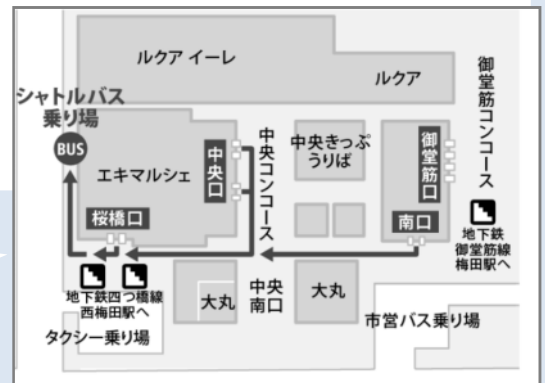 ルクア イーレ
ルクア
シャトルバス
乗り場
BUS
エキマルシェ
中央口
中央コンコース
中央きっぷ
うりば
御堂筋口
御堂筋コンコース
桜橋口
南口
地下鉄
御堂筋線
梅田駅へ
地下鉄四つ橋線
西梅田駅へ
大丸
中央
南口
大丸
市営バス乗り場
タクシー乗り場